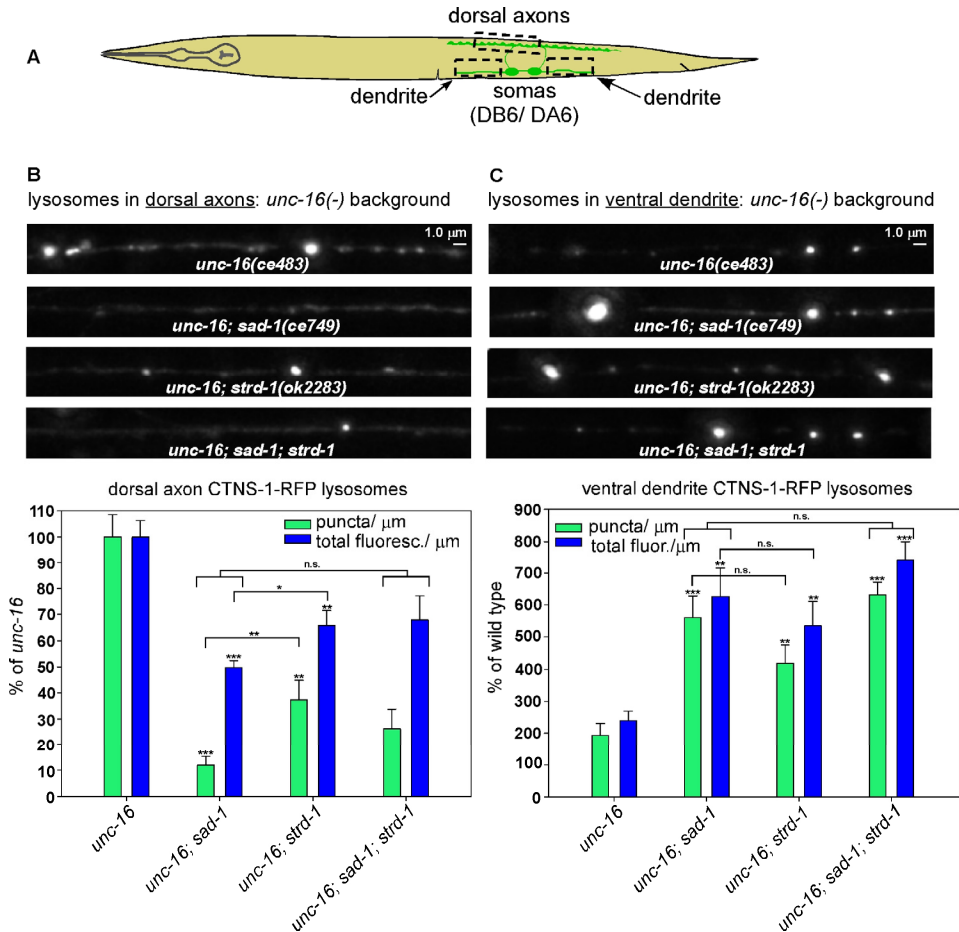 A
dorsal axons
dendrite
somas
(DB6/ DA6)
dendrite
B
lysosomes in dorsal axons: unc-16(-) background
1.0 µm
unc-16(ce483)
unc-16; sad-1(ce749)
unc-16; strd-1(ok2283)
unc-16; sad-1; strd-1
dorsal axon CTNS-1-RFP lysosomes
% of unc-16
110
100
90
80
70
60
50
40
30
20
10
0
puncta/ µm
total fluoresc./ µm
n.s.
*
**
**
***
**
***
unc-16
unc-16; sad-1
unc-16; strd-1
unc-16; sad-1; strd-1
C
lysosomes in ventral dendrite: unc-16(-) background
1.0 µm
unc-16(ce483)
unc-16; sad-1(ce749)
unc-16; strd-1(ok2283)
unc-16; sad-1; strd-1
ventral dendrite CTNS-1-RFP lysosomes
% of wild type
900
800
700
600
500
400
300
200
100
0
puncta/ µm
total fluor./µm
n.s.
n.s.
n.s.
***
**
**
**
***
***
unc-16
unc-16; sad-1
unc-16; strd-1
unc-16; sad-1; strd-1